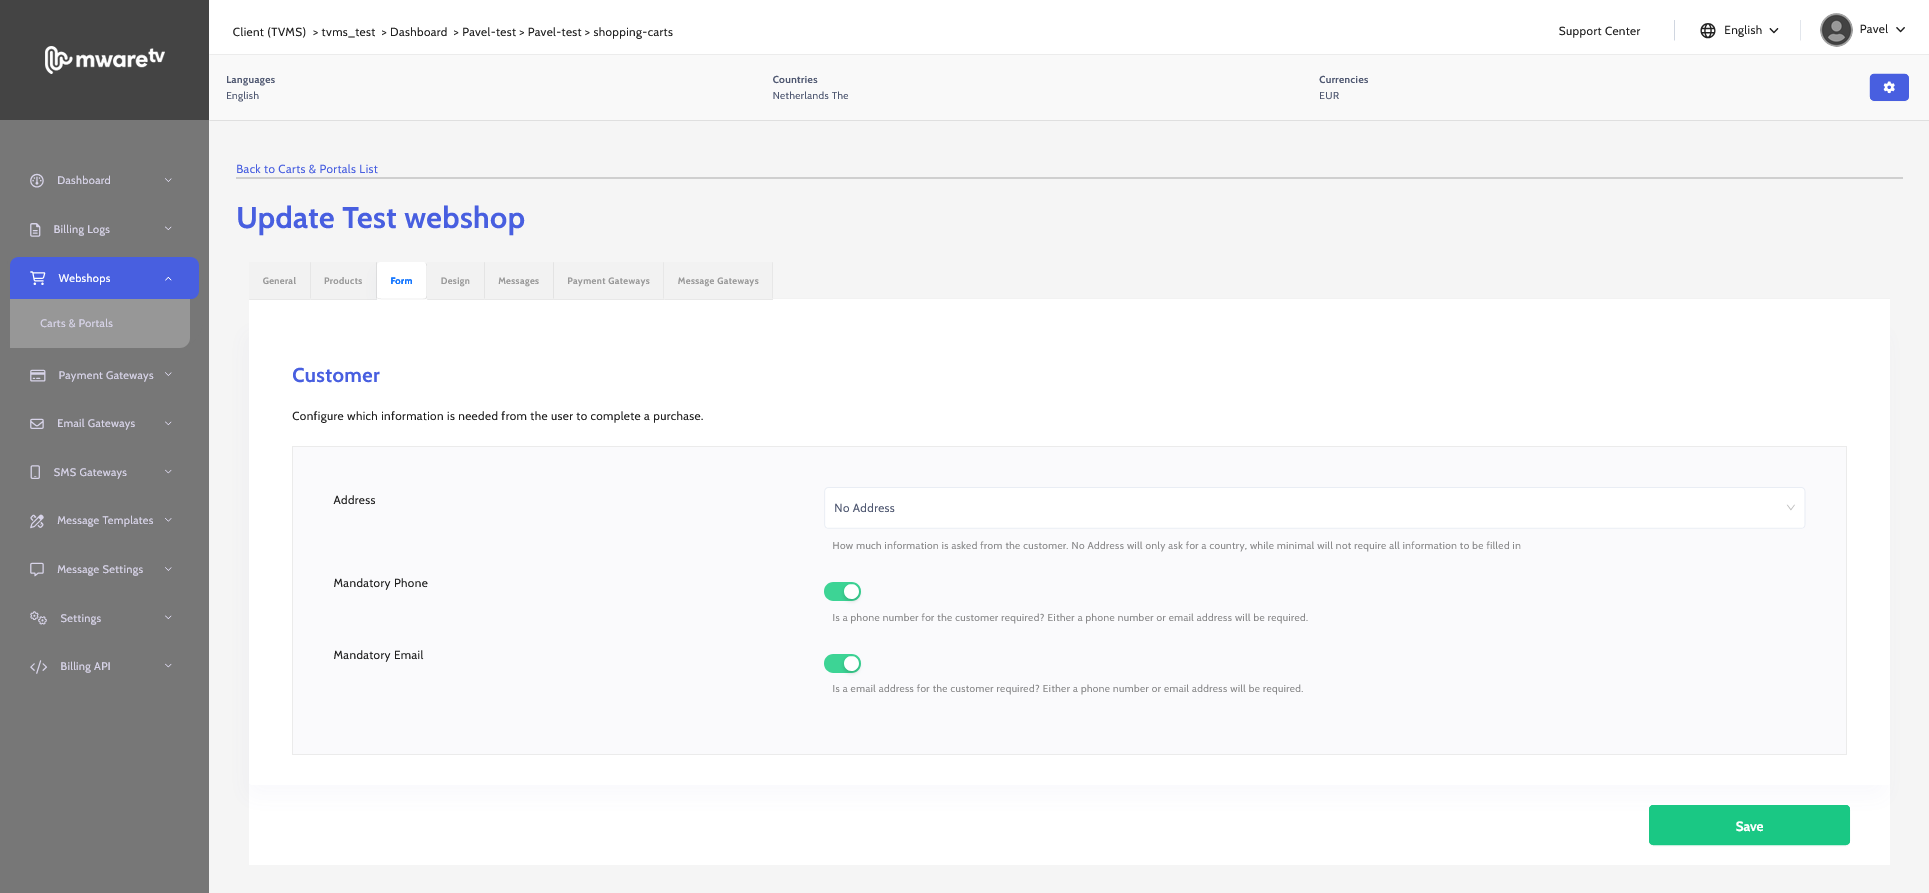 mwaretv
Client (TVMS) > tvms_test > Dashboard > Pavel-test > Pavel-test > shopping-carts
Support Center
English
Pavel
Languages
English
Countries
Netherlands The
Currencies
EUR
Dashboard
Billing Logs
Webshops
Carts & Portals
Payment Gateways
Email Gateways
SMS Gateways
Message Templates
Message Settings
Settings
Billing API
Back to Carts & Portals List
Update Test webshop
General Products Form Design Messages Payment Gateways Message Gateways
Customer
Configure which information is needed from the user to complete a purchase.
Address
No Address
How much information is asked from the customer. No Address will only ask for a country, while minimal will not require all information to be filled in
Mandatory Phone
Is a phone number for the customer required? Either a phone number or email address will be required.
Mandatory Email
Is a email address for the customer required? Either a phone number or email address will be required.
Save